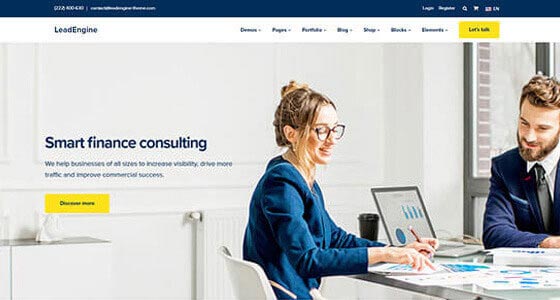 (222) 400-630 | contact@leadengine-theme.com
Login Register EN
LeadEngine
Demos Pages Portfolio Blog Shop Blocks Elements Let's talk
Smart finance consulting
We help businesses of all sizes to increase visibility, drive more
traffic and improve commercial success.
Discover more